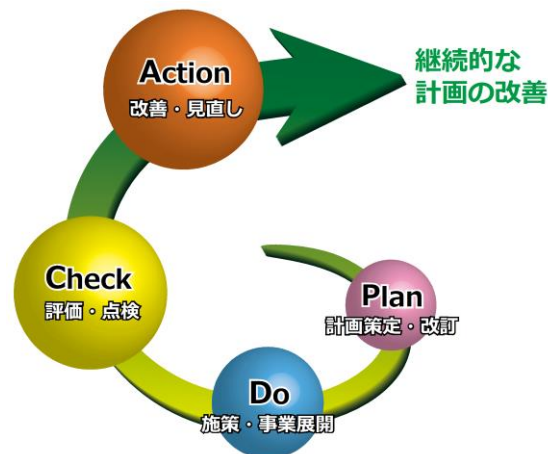 Action
改善・見直し
継続的な
計画の改善
Check
評価・点検
Plan
計画策定・改訂
Do
施策・事業展開